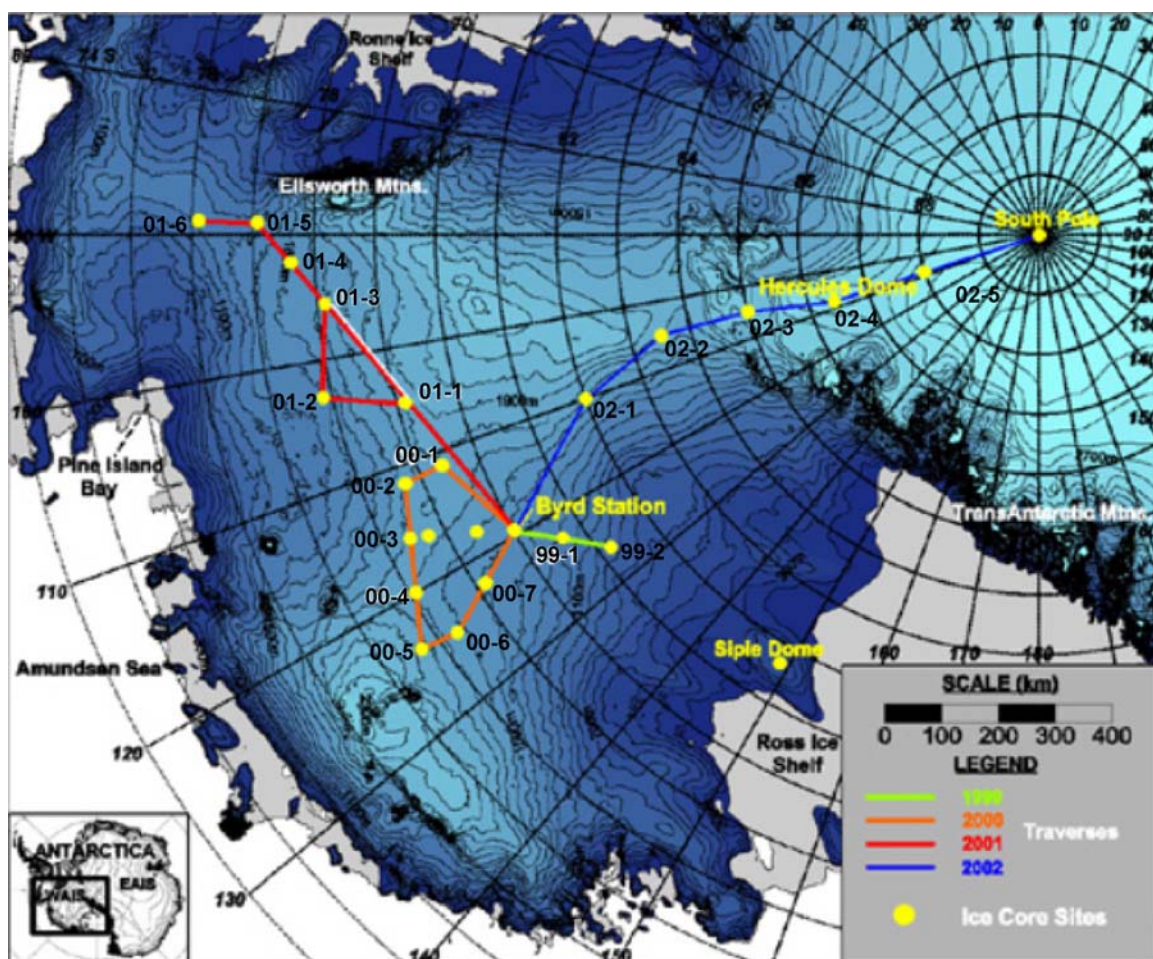 Ronne Ice
Shelf
74 S
Ellsworth Mtns.
South Pole
Hercules Dome
01-6
01-5
01-4
01-3
01-2
01-1
02-5
02-4
02-3
02-2
02-1
1900m
00-1
00-2
Byrd Station
00-3
99-1
99-2
00-4
00-7
00-5
00-6
Pine Island
Bay
TransAntarctic Mtns.
2700m
110
Amundsen Sea
120
130
140
150
Siple Dome
160
170
180
Ross Ice
Shelf
SCALE (km)
0 100 200 300 400
LEGEND
1999
2000
2001
2002
Traverses
Ice Core Sites
ANTARCTICA
WAIS
EAIS